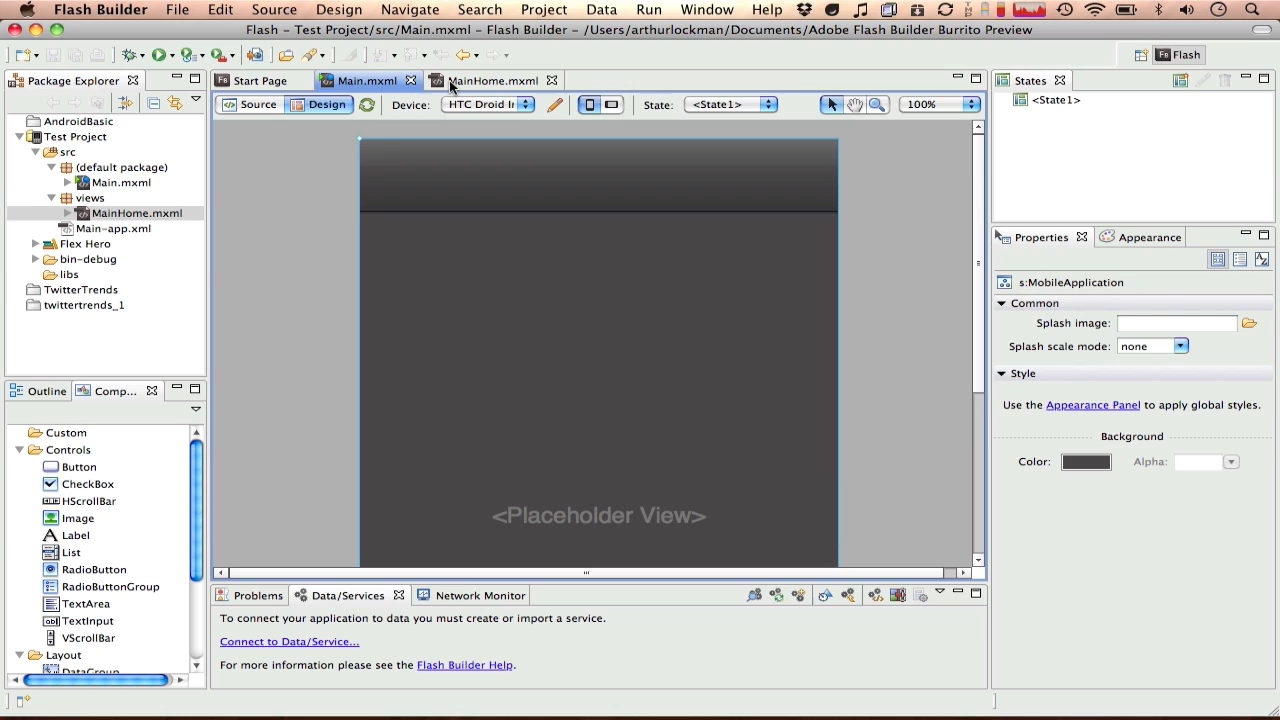 Flash Builder File Edit Source Design Navigate Search Project Data Run Window Help
Flash - Test Project/src/Main.mxml - Flash Builder - /Users/arthurlockman/Documents/Adobe Flash Builder Burrito Preview
Flash
Package Explorer
AndroidBasic
Test Project
src
(default package)
Main.mxml
views
MainHome.mxml
Main-app.xml
Flex Hero
bin-debug
libs
TwitterTrends
twittertrends_1
Outline Comp...
Custom
Controls
Button
CheckBox
HScrollBar
Image
Label
List
RadioButton
RadioButtonGroup
TextArea
TextInput
VScrollBar
Layout
DataGroup
Start Page Main.mxml MainHome.mxml
Source Design Device: HTC Droid In State: <State1> 100%
<Placeholder View>
Problems Data/Services Network Monitor
To connect your application to data you must create or import a service.
Connect to Data/Service...
For more information please see the Flash Builder Help.
States
<State1>
Properties Appearance
s:MobileApplication
Common
Splash image:
Splash scale mode: none
Style
Use the Appearance Panel to apply global styles.
Background
Color: Alpha: